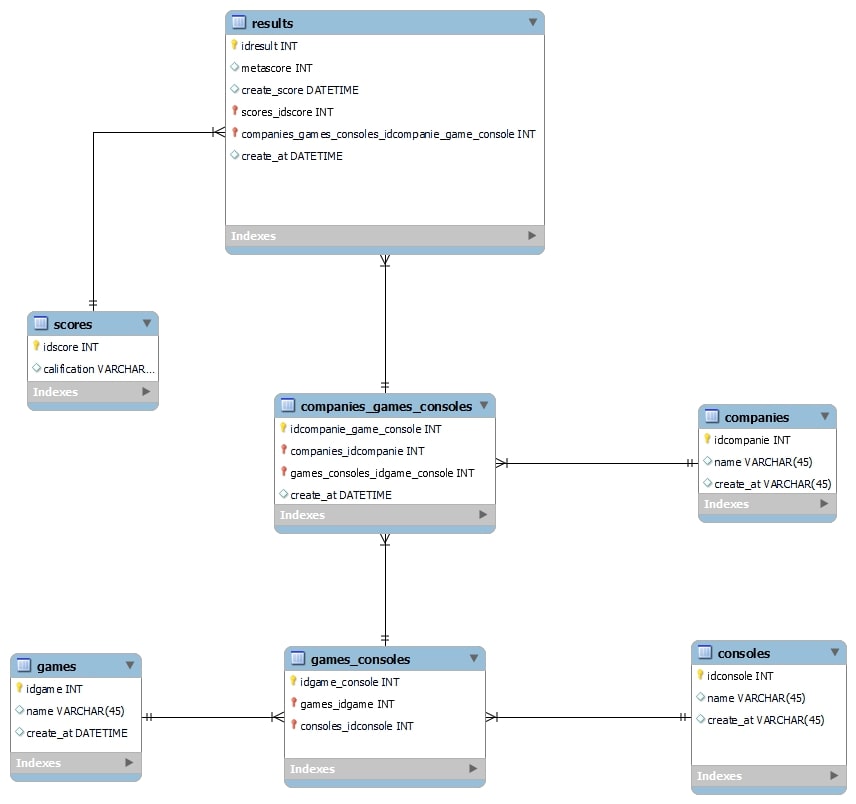 results
idresult INT
metascore INT
create_score DATETIME
scores_idscore INT
companies_games_consoles_idcompanie_game_console INT
create_at DATETIME
Indexes
scores
idscore INT
calification VARCHAR...
Indexes
companies_games_consoles
idcompanie_game_console INT
companies_idcompanie INT
games_consoles_idgame_console INT
create_at DATETIME
Indexes
companies
idcompanie INT
name VARCHAR(45)
create_at VARCHAR(45)
Indexes
games
idgame INT
name VARCHAR(45)
create_at DATETIME
Indexes
games_consoles
idgame_console INT
games_idgame INT
consoles_idconsole INT
Indexes
consoles
idconsole INT
name VARCHAR(45)
create_at VARCHAR(45)
Indexes